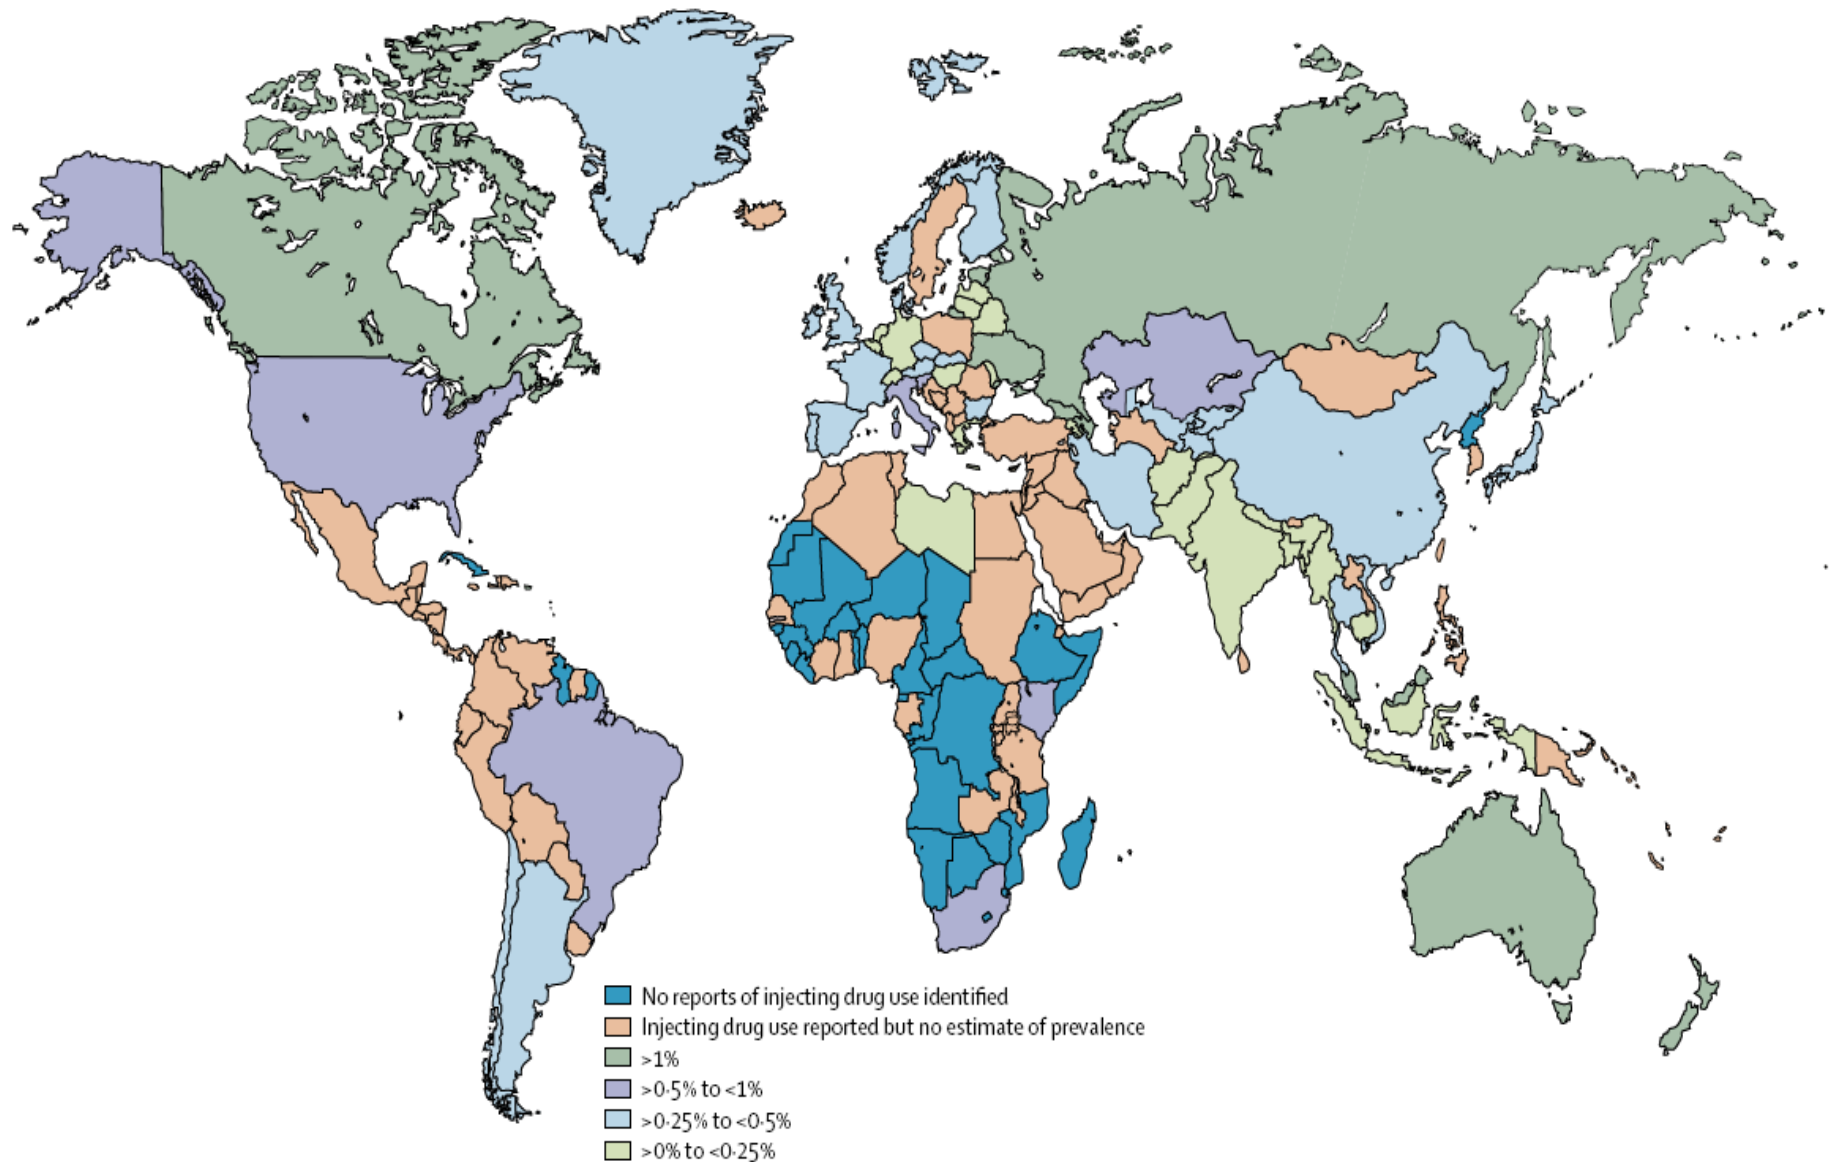 No reports of injecting drug use identified
Injecting drug use reported but no estimate of prevalence
>1%
>0·5% to <1%
>0·25% to <0·5%
>0% to <0·25%